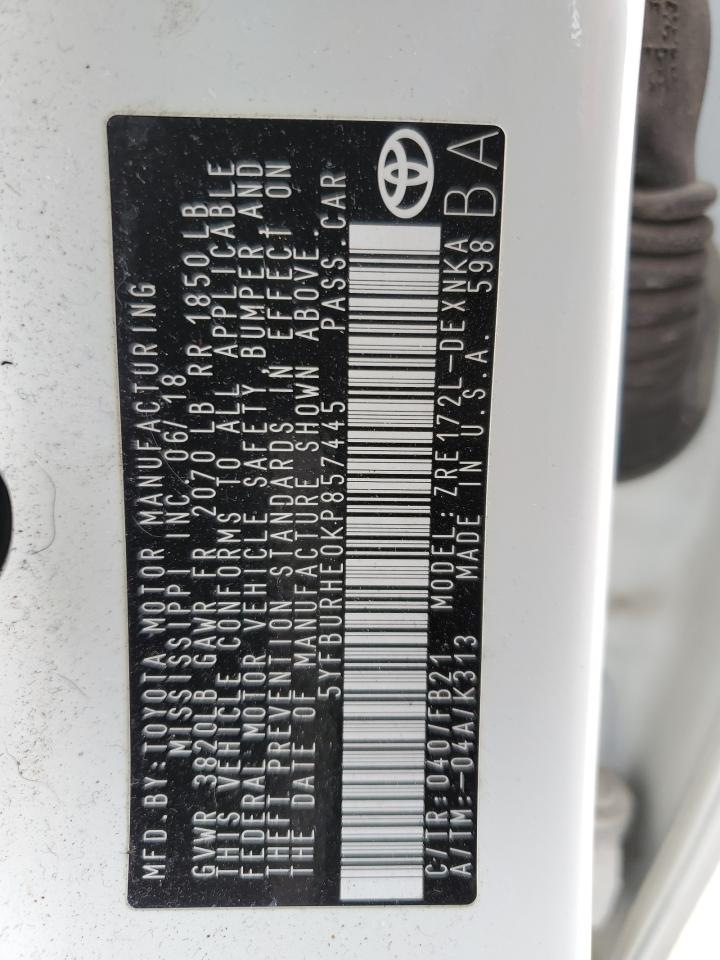 MFD.BY:TOYOTA MOTOR MANUFACTURING
MISSISSIPPI INC.06/18
GVWR 3820LB GAWR FR 2070 LB RR 1850LB
THIS VEHICLE CONFORMS TO ALL APPLICABLE
FEDERAL MOTOR VEHICLE SAFETY, BUMPER AND
THEFT PREVENTION STANDARDS IN EFFECT ON
THE DATE OF MANUFACTURE SHOWN ABOVE.
5YFBURHE0KP857445 PASS.CAR
C/TR:040/FB21 MODEL:ZRE172L-DEXNKA
A/TM:-04A/K313 MADE IN U.S.A. 598
BA